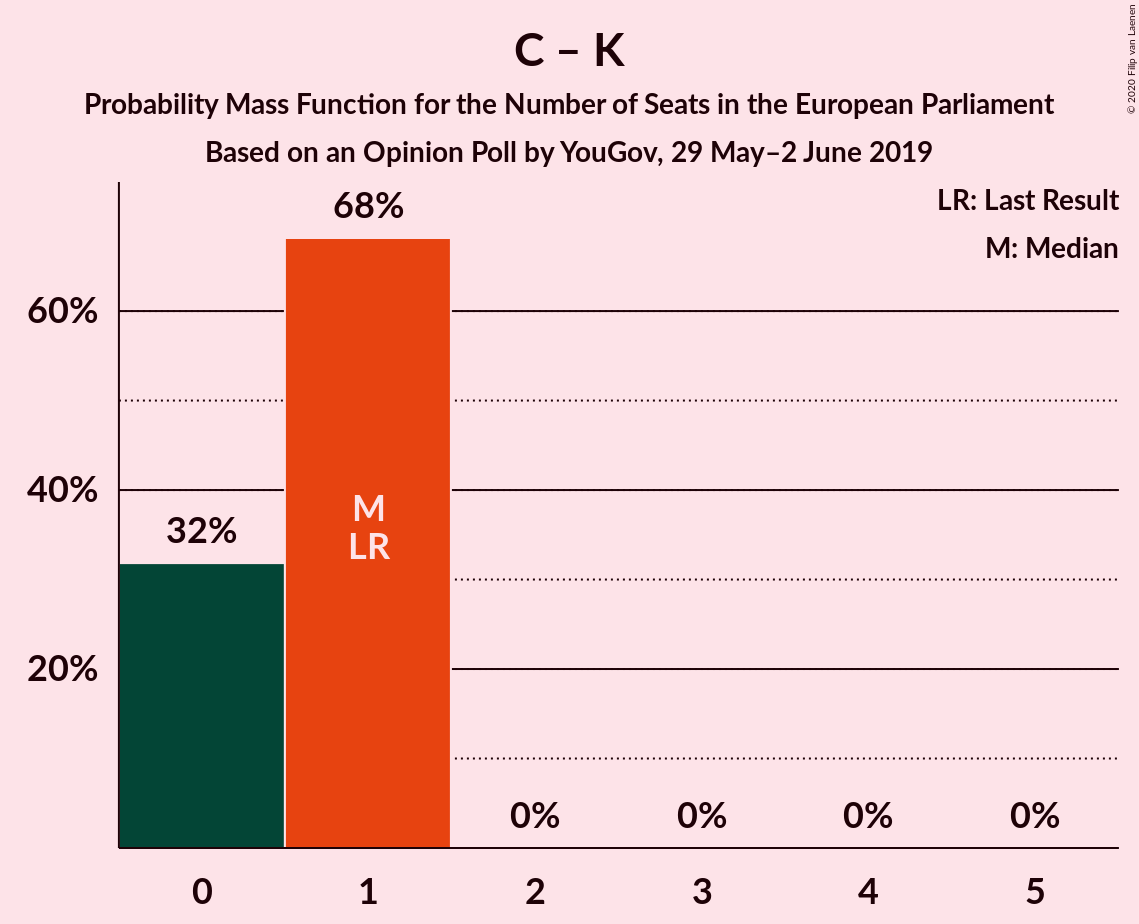 C – K
Probability Mass Function for the Number of Seats in the European Parliament
Based on an Opinion Poll by YouGov, 29 May–2 June 2019
© 2020 Filip van Laenen
LR: Last Result
M: Median
68%
60%
40%
M
LR
32%
20%
0% 0% 0% 0%
0 1 2 3 4 5